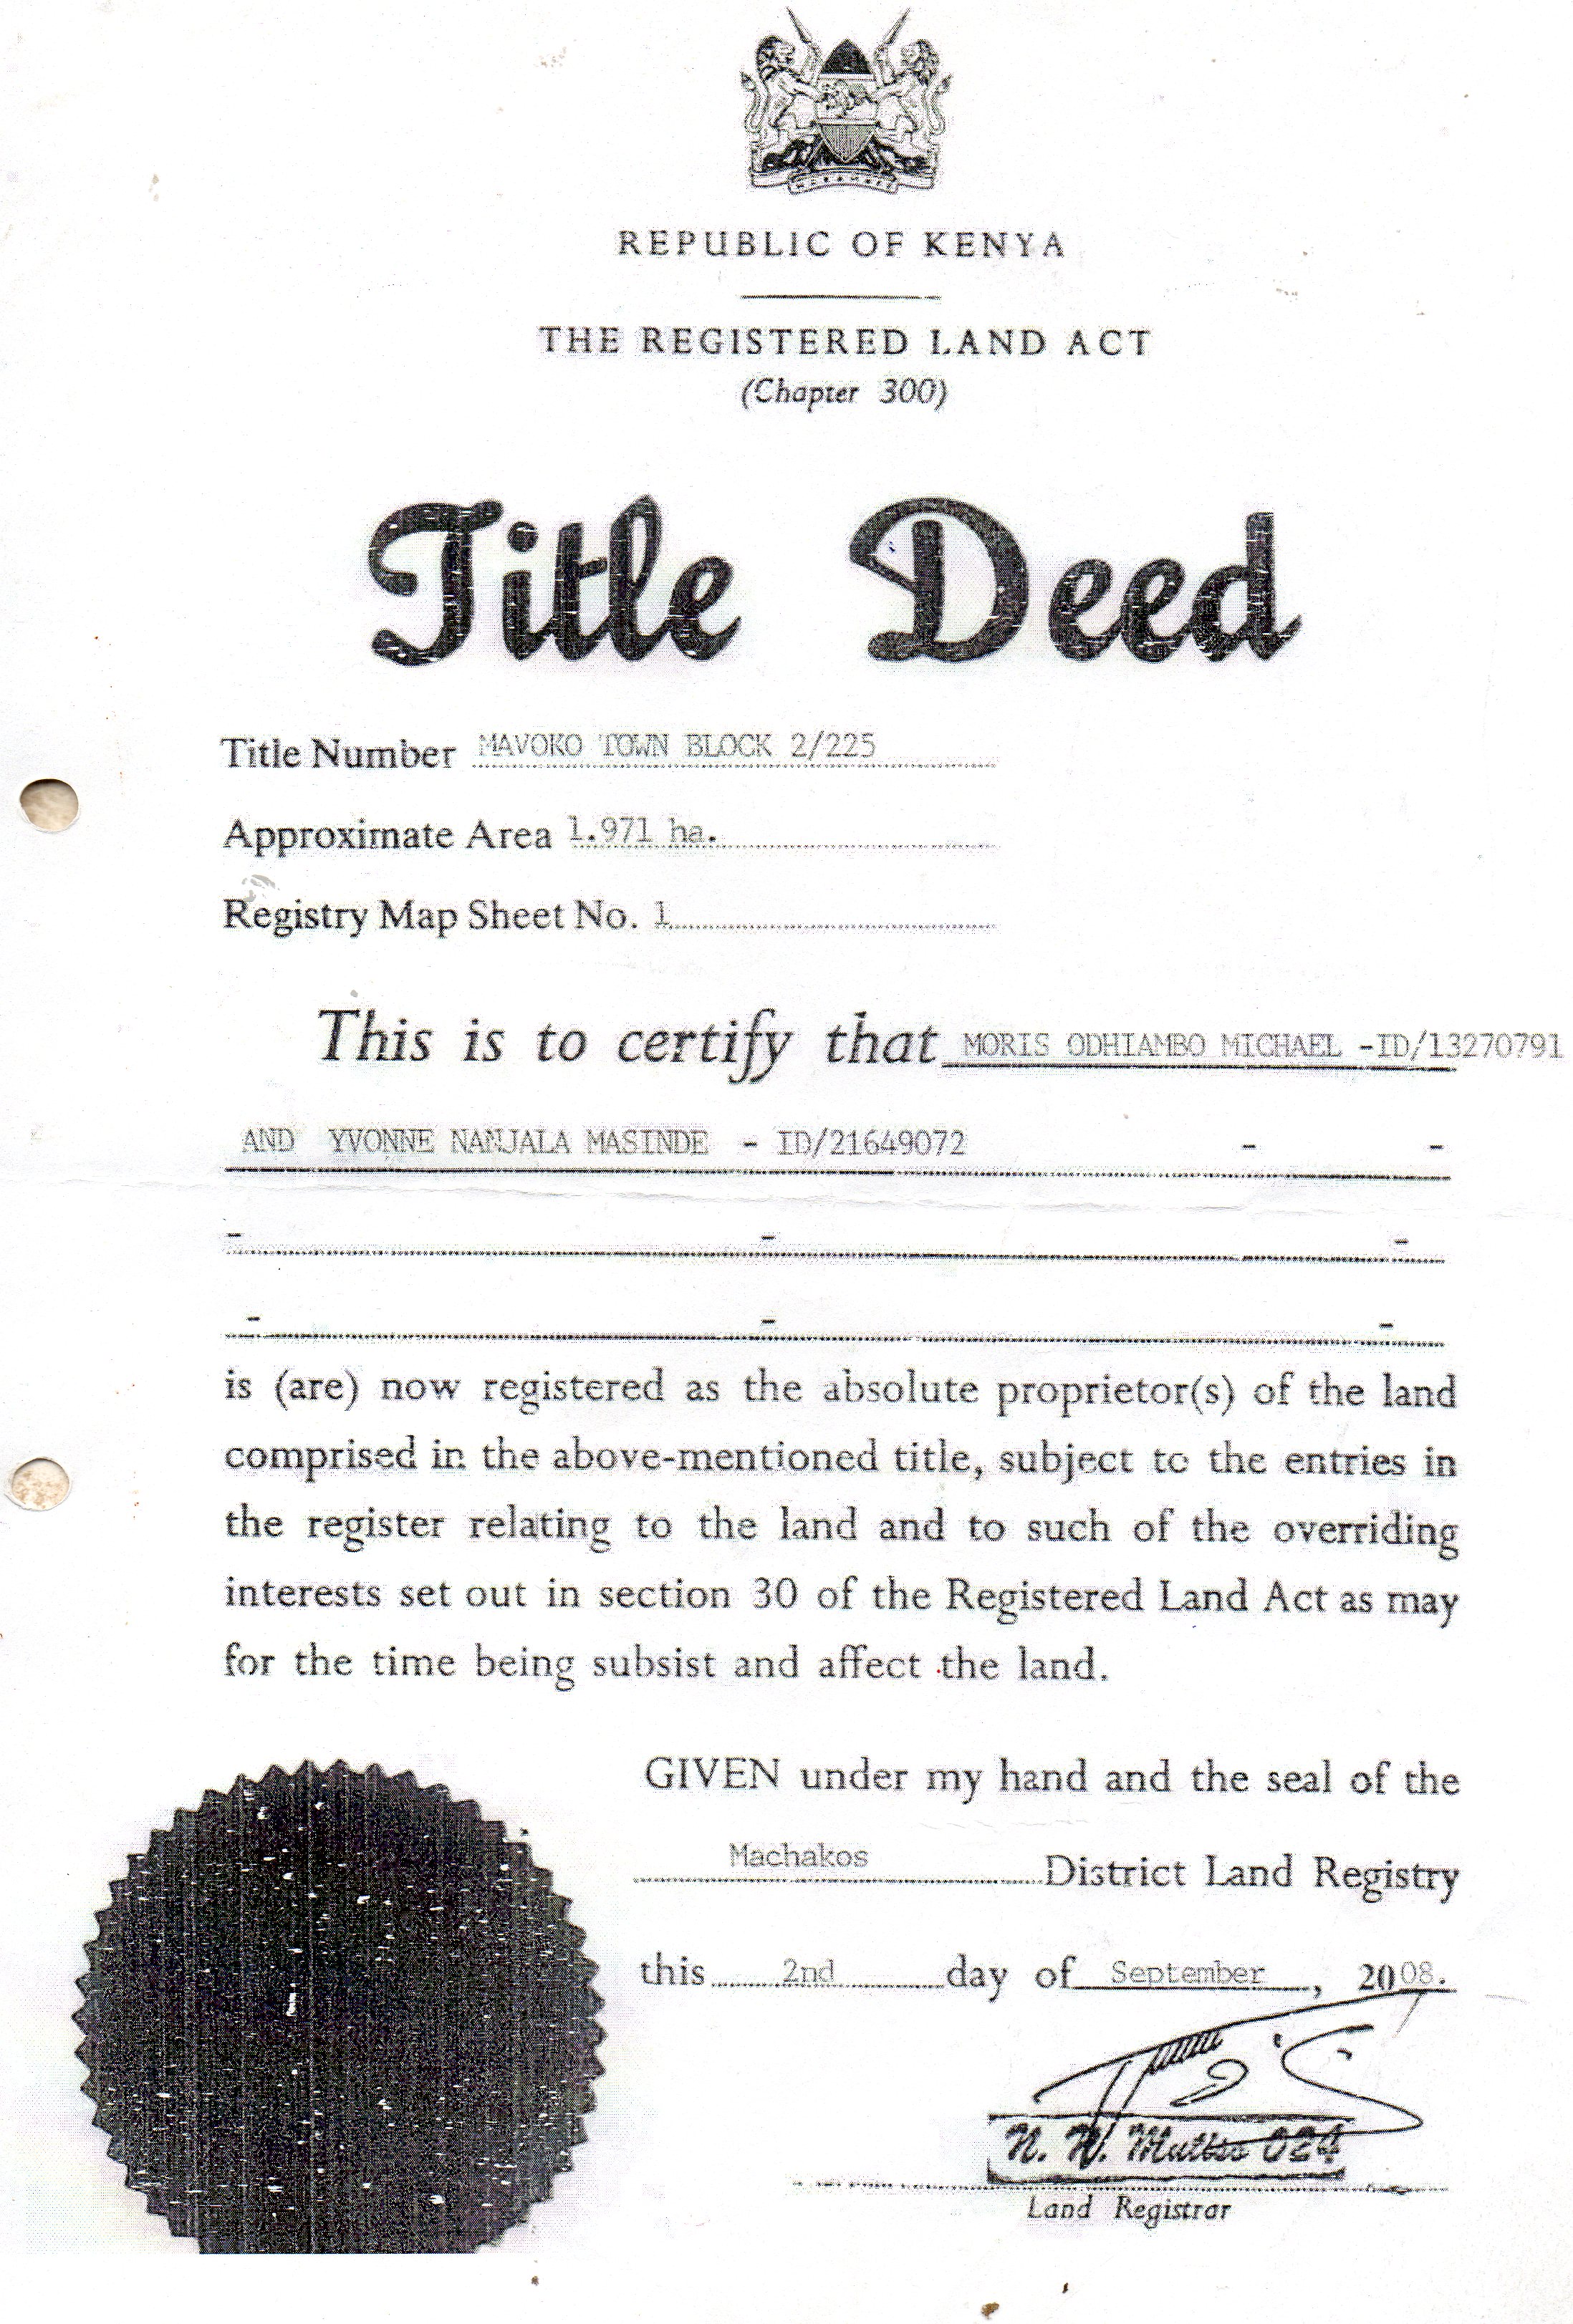 REPUBLIC OF KENYA
THE REGISTERED LAND ACT
(Chapter 300)
Title Deed
Title Number MAVOKO TOWN BLOCK 2/225
Approximate Area 1.971 ha.
Registry Map Sheet No. 1
This is to certify that MORIS ODHIAMBO MICHAEL -ID/13270791
AND YVONNE NANJALA MASINDE - ID/21649072 - -
- - -
- - -
is (are) now registered as the absolute proprietor(s) of the land
comprised in the above-mentioned title, subject to the entries in
the register relating to the land and to such of the overriding
interests set out in section 30 of the Registered Land Act as may
for the time being subsist and affect the land.
GIVEN under my hand and the seal of the
Machakos District Land Registry
this 2nd day of September, 2008.
N. N. 024
Land Registrar